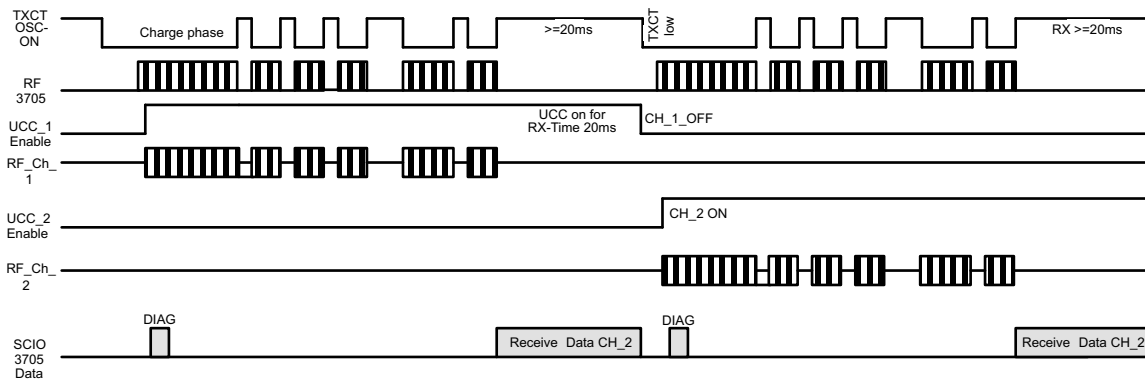 TXCT
OSC-
ON
Charge phase
>=20ms
TXCT
low
RX >=20ms
RF
3705
UCC_1
Enable
UCC on for
RX-Time 20ms
CH_1_OFF
RF_Ch_
1
UCC_2
Enable
CH_2 ON
RF_Ch_
2
DIAG
DIAG
SCIO
3705
Data
Receive Data CH_2
Receive Data CH_2